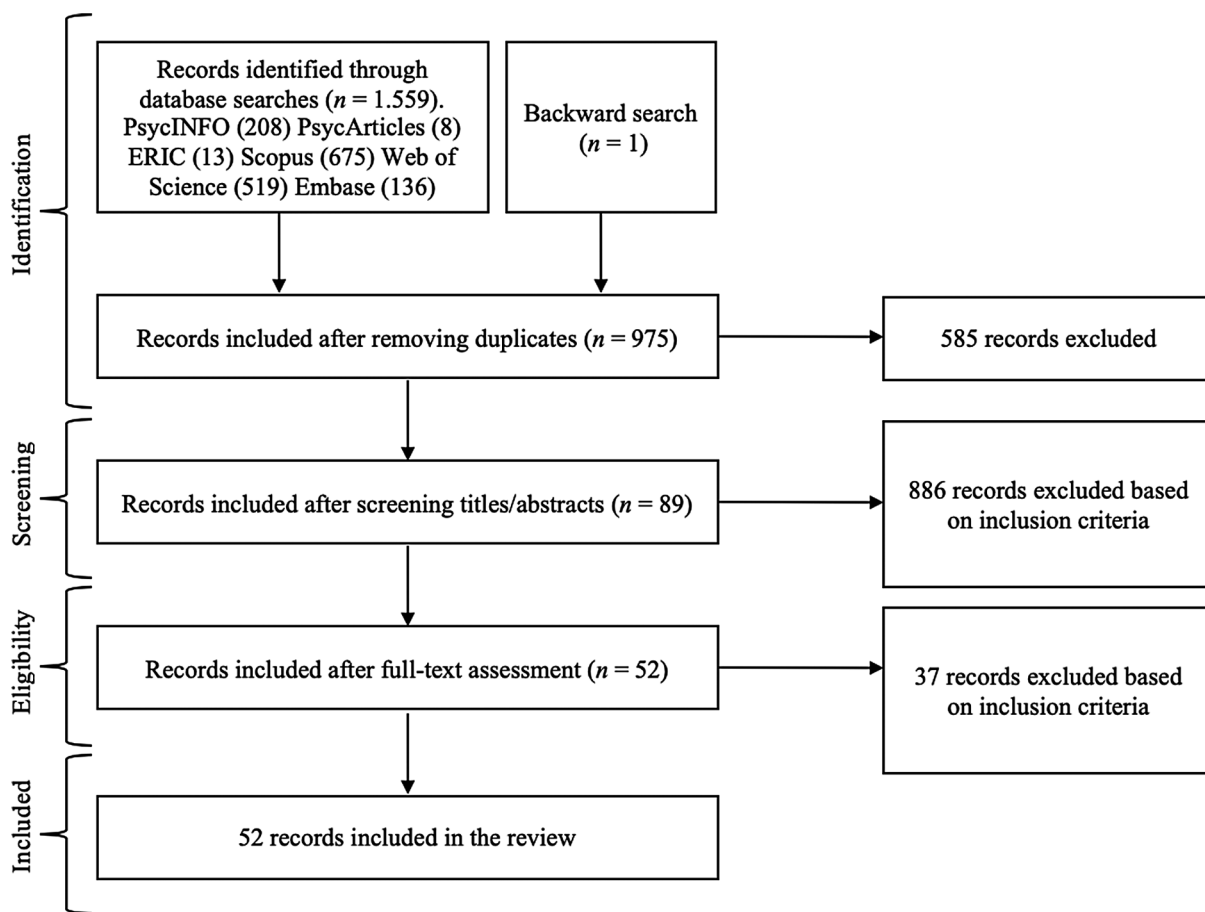 Identification
Records identified through
database searches (n = 1.559).
PsycINFO (208) PsycArticles (8)
ERIC (13) Scopus (675) Web of
Science (519) Embase (136)
Backward search
(n = 1)
Records included after removing duplicates (n = 975)
585 records excluded
Screening
Records included after screening titles/abstracts (n = 89)
886 records excluded based
on inclusion criteria
Eligibility
Records included after full-text assessment (n = 52)
37 records excluded based
on inclusion criteria
Included
52 records included in the review